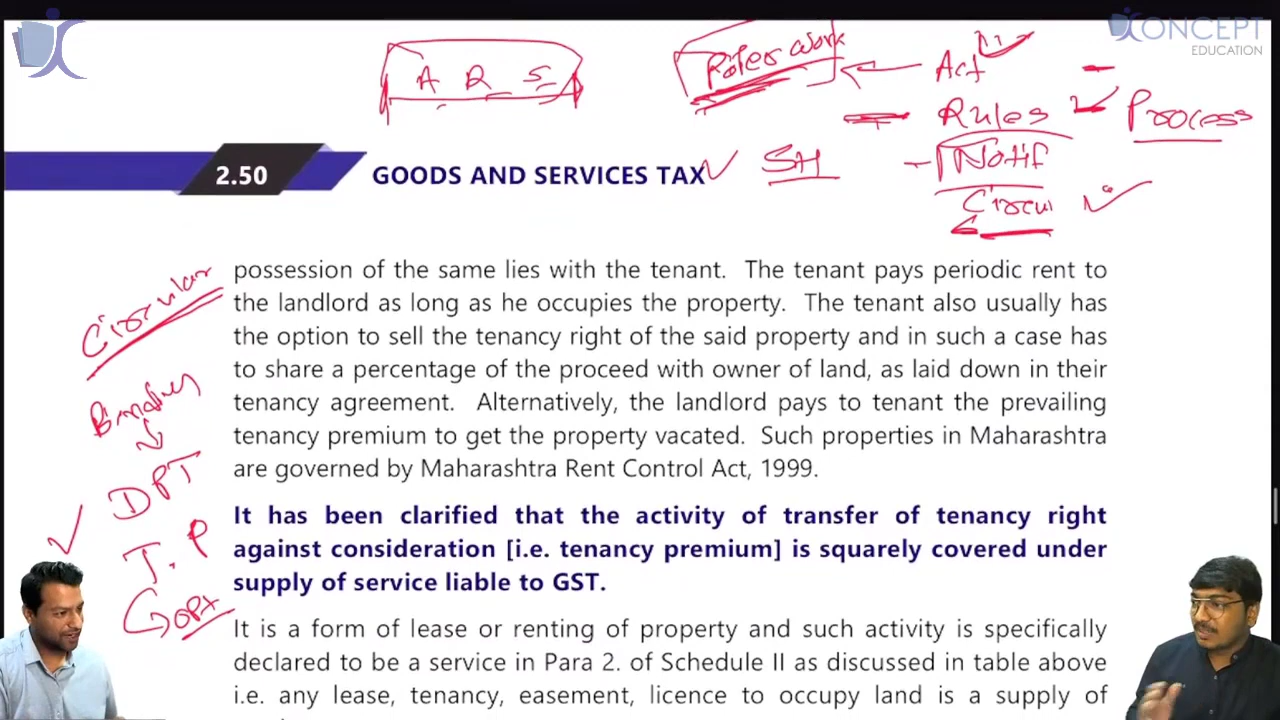 KONCEPT
EDUCATION
A R S
Rules work
Act
Rules
Process
Notif
Circu
SH
2.50 GOODS AND SERVICES TAX
Circular
Binding
DPT
T.P
OPX
possession of the same lies with the tenant. The tenant pays periodic rent to
the landlord as long as he occupies the property. The tenant also usually has
the option to sell the tenancy right of the said property and in such a case has
to share a percentage of the proceed with owner of land, as laid down in their
tenancy agreement. Alternatively, the landlord pays to tenant the prevailing
tenancy premium to get the property vacated. Such properties in Maharashtra
are governed by Maharashtra Rent Control Act, 1999.
It has been clarified that the activity of transfer of tenancy right
against consideration [i.e. tenancy premium] is squarely covered under
supply of service liable to GST.
It is a form of lease or renting of property and such activity is specifically
declared to be a service in Para 2. of Schedule II as discussed in table above
i.e. any lease, tenancy, easement, licence to occupy land is a supply of